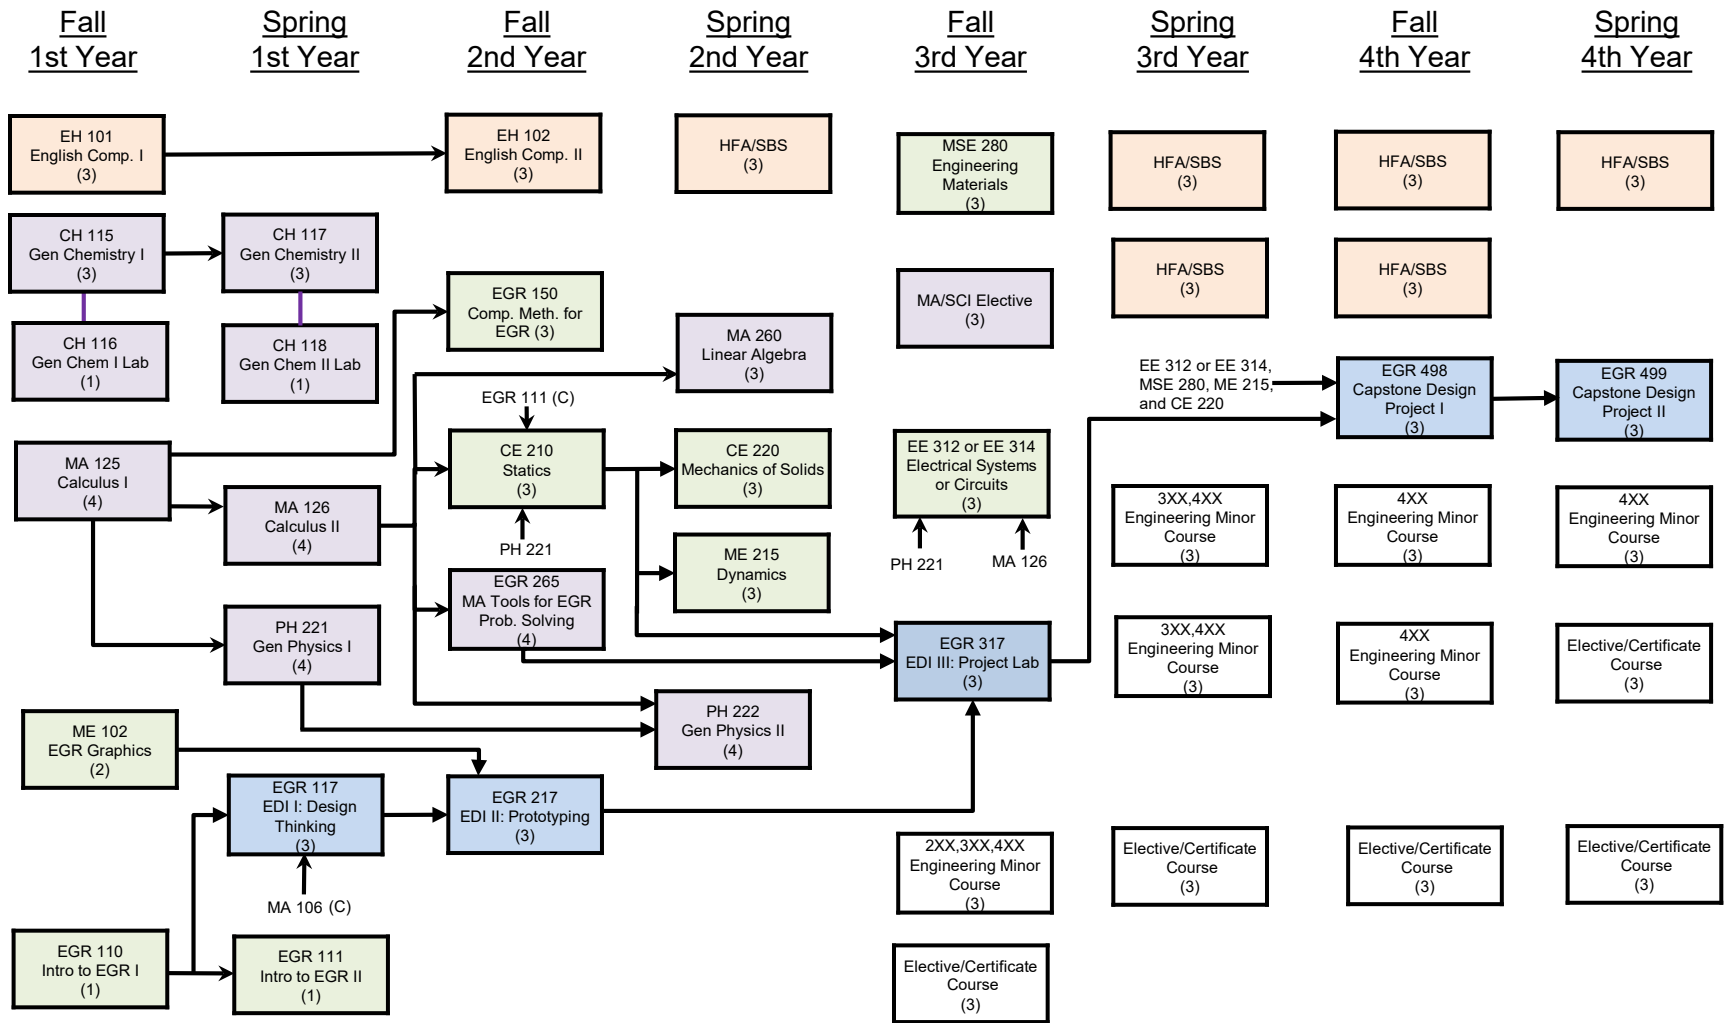 Fall
1st Year
Spring
1st Year
Fall
2nd Year
Spring
2nd Year
Fall
3rd Year
Spring
3rd Year
Fall
4th Year
Spring
4th Year
EH 101
English Comp. I
(3)
CH 115
Gen Chemistry I
(3)
CH 116
Gen Chem I Lab
(1)
MA 125
Calculus I
(4)
ME 102
EGR Graphics
(2)
EGR 110
Intro to EGR I
(1)
CH 117
Gen Chemistry II
(3)
CH 118
Gen Chem II Lab
(1)
MA 126
Calculus II
(4)
PH 221
Gen Physics I
(4)
EGR 117
EDI I: Design
Thinking
(3)
MA 106 (C)
EGR 111
Intro to EGR II
(1)
EH 102
English Comp. II
(3)
EGR 150
Comp. Meth. for
EGR (3)
EGR 111 (C)
CE 210
Statics
(3)
PH 221
EGR 265
MA Tools for EGR
Prob. Solving
(4)
EGR 217
EDI II: Prototyping
(3)
HFA/SBS
(3)
MA 260
Linear Algebra
(3)
CE 220
Mechanics of Solids
(3)
ME 215
Dynamics
(3)
PH 222
Gen Physics II
(4)
MSE 280
Engineering
Materials
(3)
MA/SCI Elective
(3)
EE 312 or EE 314
Electrical Systems
or Circuits
(3)
PH 221
MA 126
EGR 317
EDI III: Project Lab
(3)
2XX,3XX,4XX
Engineering Minor
Course
(3)
Elective/Certificate
Course
(3)
HFA/SBS
(3)
HFA/SBS
(3)
EE 312 or EE 314,
MSE 280, ME 215,
and CE 220
3XX,4XX
Engineering Minor
Course
(3)
3XX,4XX
Engineering Minor
Course
(3)
Elective/Certificate
Course
(3)
HFA/SBS
(3)
HFA/SBS
(3)
EGR 498
Capstone Design
Project I
(3)
4XX
Engineering Minor
Course
(3)
4XX
Engineering Minor
Course
(3)
Elective/Certificate
Course
(3)
HFA/SBS
(3)
EGR 499
Capstone Design
Project II
(3)
4XX
Engineering Minor
Course
(3)
Elective/Certificate
Course
(3)
Elective/Certificate
Course
(3)